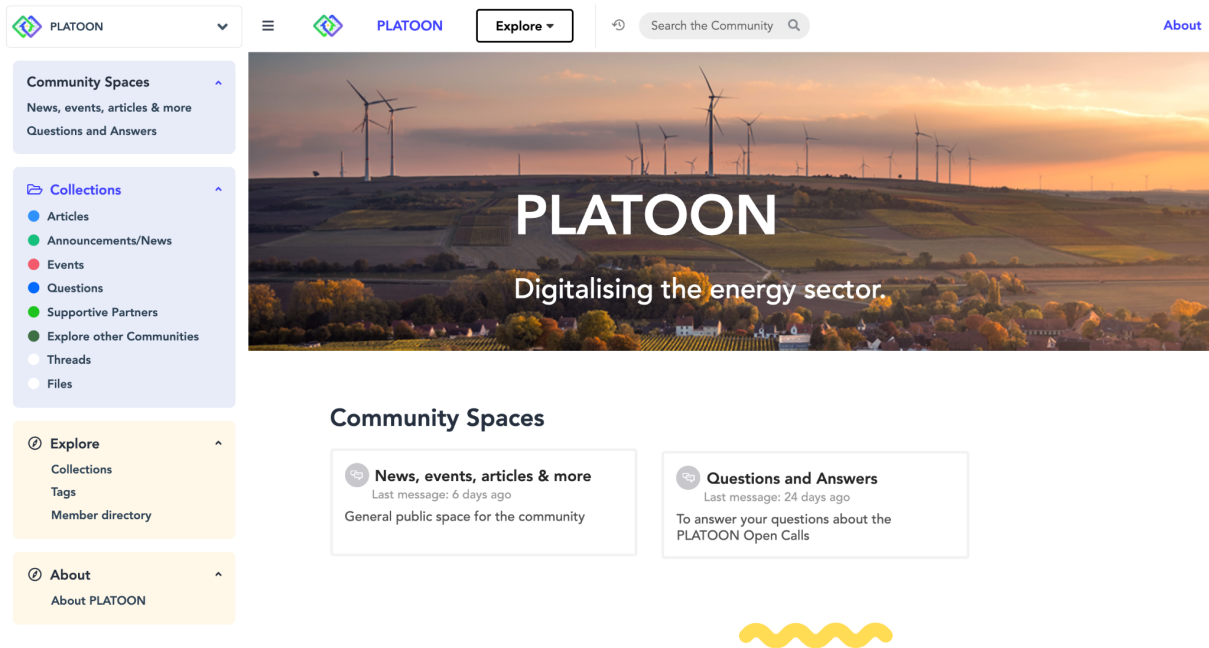 PLATOON
Community Spaces
News, events, articles & more
Questions and Answers
Collections
Articles
Announcements/News
Events
Questions
Supportive Partners
Explore other Communities
Threads
Files
Explore
Collections
Tags
Member directory
About
About PLATOON
PLATOON
Explore
Search the Community
About
PLATOON
Digitalising the energy sector.
Community Spaces
News, events, articles & more
Last message: 6 days ago
General public space for the community
Questions and Answers
Last message: 24 days ago
To answer your questions about the
PLATOON Open Calls